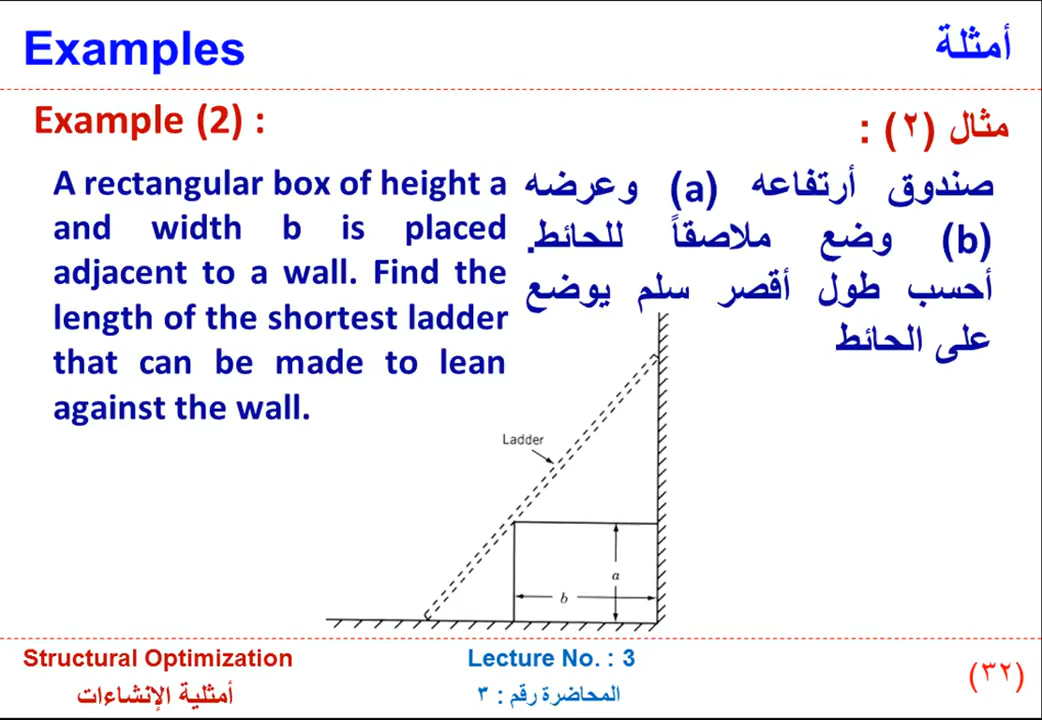 Examples
أمثلة
Example (2) :
مثال (٢) :
A rectangular box of height a
and width b is placed
adjacent to a wall. Find the
length of the shortest ladder
that can be made to lean
against the wall.
صندوق أرتفاعه (a) وعرضه
(b) وضع ملاصقاً للحائط.
أحسب طول أقصر سلم يوضع
على الحائط
Ladder
a
b
Structural Optimization
أمثلية الإنشاءات
Lecture No. : 3
المحاضرة رقم : ٣
(٣٢)